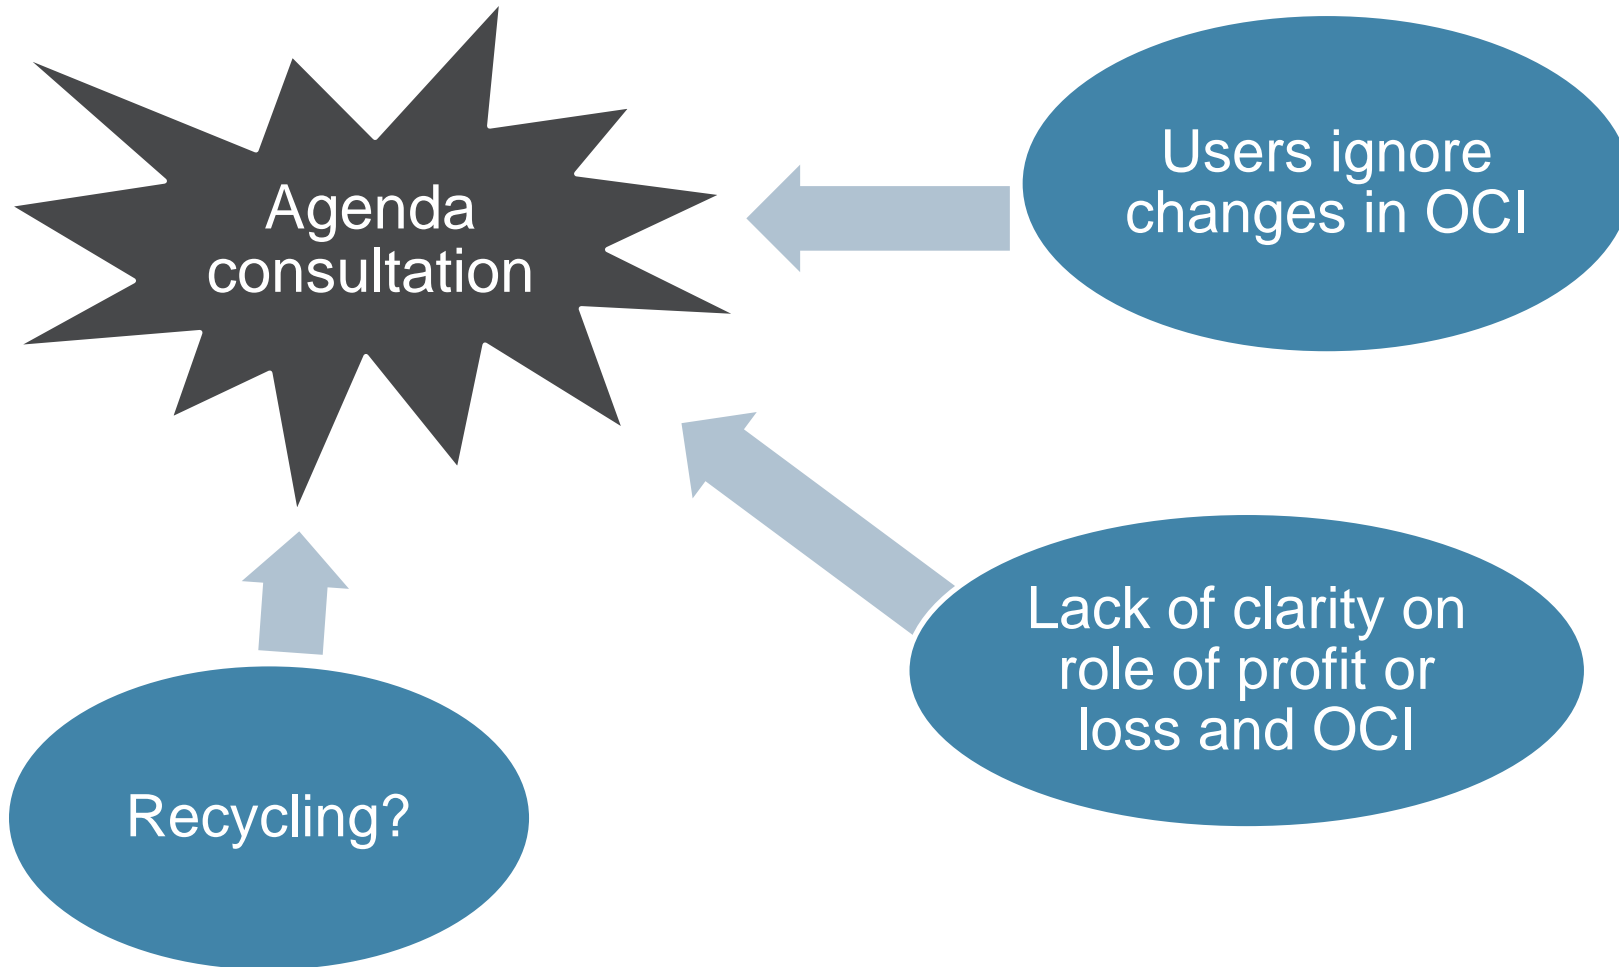 Agenda
consultation
Users ignore
changes in OCI
Lack of clarity on
role of profit or
loss and OCI
Recycling?